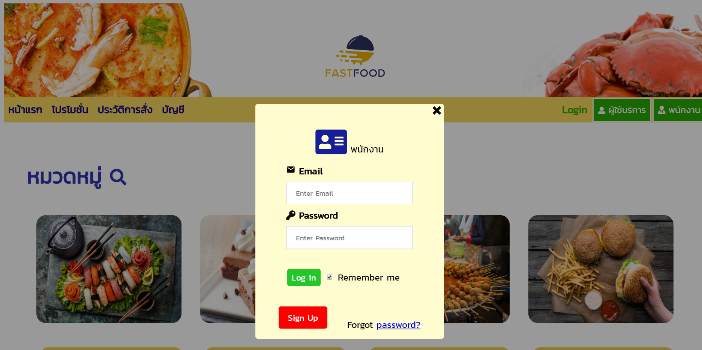 FASTFOOD
หน้าแรก โปรโมชั่น ประวัติการสั่ง บัญชี Login ผู้ใช้บริการ พนักงาน
พนักงาน
Email
Enter Email
Password
Enter Password
Log In Remember me
Sign Up Forgot password?
หมวดหมู่